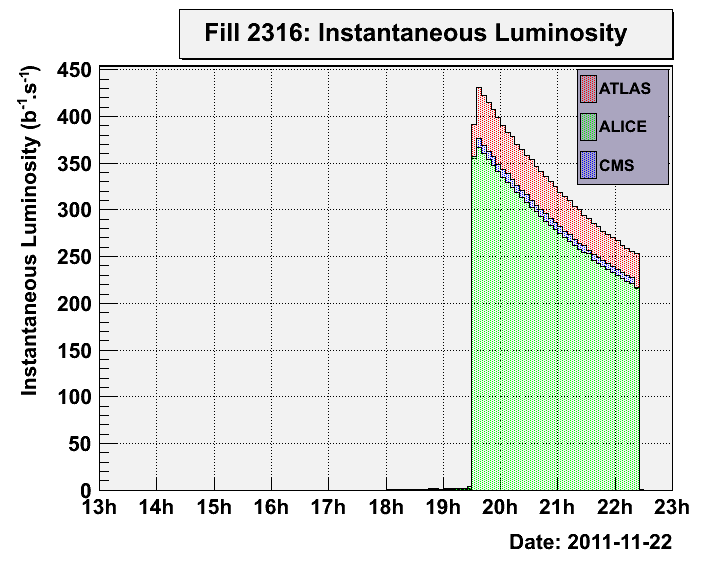 Fill 2316: Instantaneous Luminosity
Instantaneous Luminosity (b⁻¹.s⁻¹)
450
400
350
300
250
200
150
100
50
0
ATLAS
ALICE
CMS
13h 14h 15h 16h 17h 18h 19h 20h 21h 22h 23h
Date: 2011-11-22